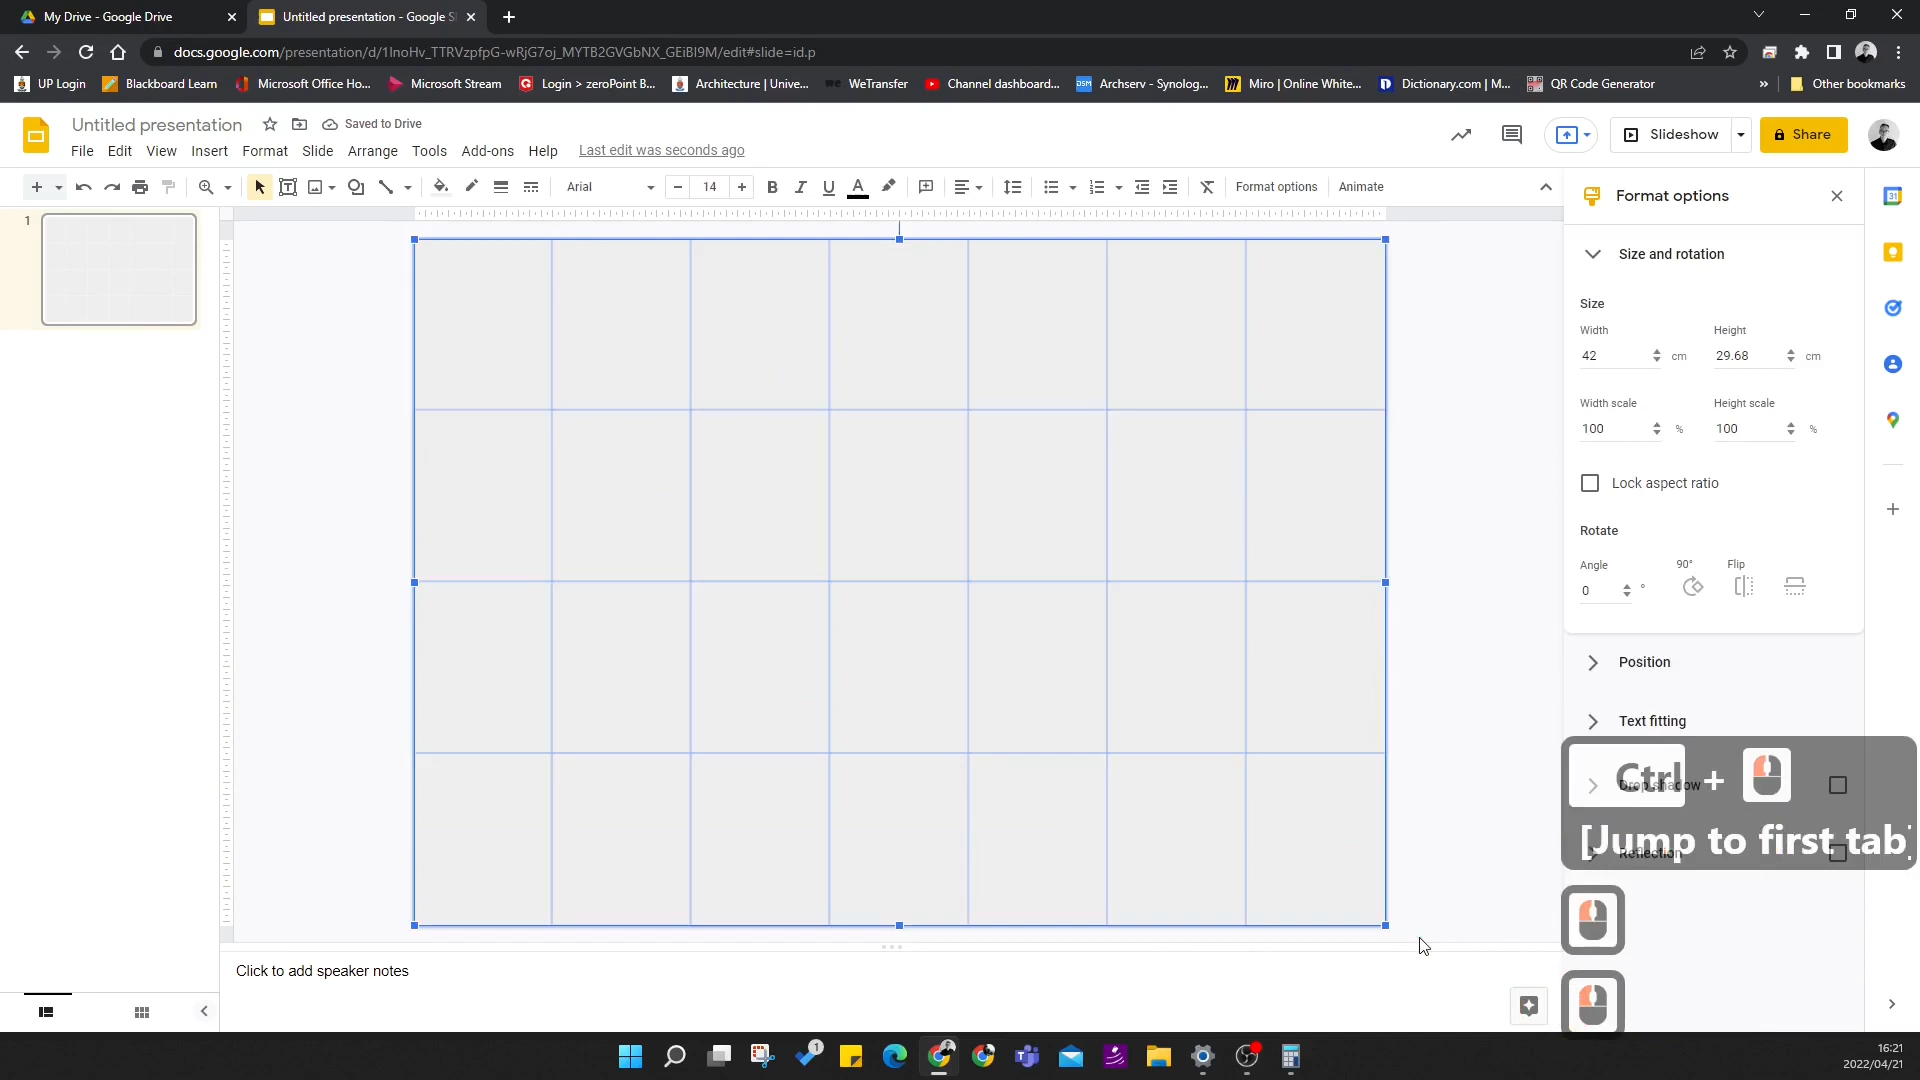 My Drive - Google Drive
Untitled presentation - Google Sl
docs.google.com/presentation/d/1InoHv_TTRVzpfpG-wRjG7oj_MYTB2GVGbNX_GEiBI9M/edit#slide=id.p
UP Login
Blackboard Learn
Microsoft Office Ho...
Microsoft Stream
Login > zeroPoint B...
Architecture | Unive...
WeTransfer
Channel dashboard...
Archserv - Synolog...
Miro | Online White...
Dictionary.com | M...
QR Code Generator
»
Other bookmarks
Untitled presentation
Saved to Drive
File Edit View Insert Format Slide Arrange Tools Add-ons Help
Last edit was seconds ago
Slideshow
Share
Arial
14
Format options
Animate
1
Format options
Size and rotation
Size
Width
Height
42 cm
29.68 cm
Width scale
Height scale
100 %
100 %
Lock aspect ratio
Rotate
Angle
90°
Flip
0 °
Position
Text fitting
Drop shadow
Ctrl +
Reflection
[Jump to first tab]
Click to add speaker notes
1
16:21
2022/04/21